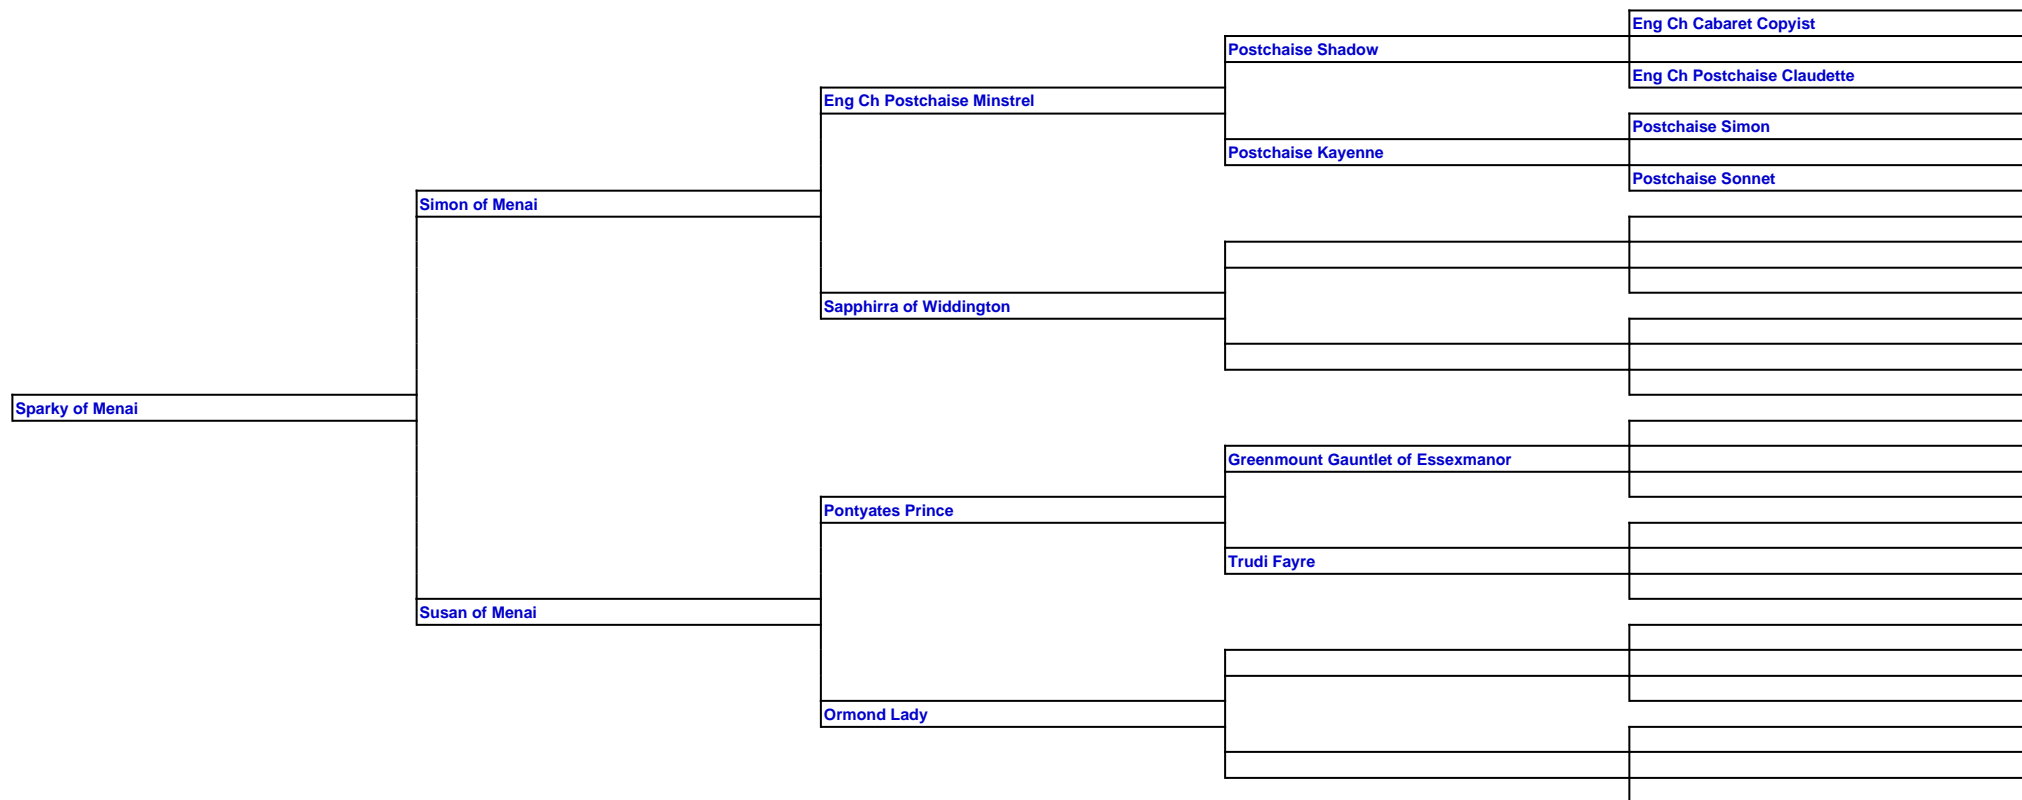 Eng Ch Cabaret Copyist
Postchaise Shadow
Eng Ch Postchaise Claudette
Eng Ch Postchaise Minstrel
Postchaise Simon
Postchaise Kayenne
Postchaise Sonnet
Simon of Menai
Sapphirra of Widdington
Sparky of Menai
Greenmount Gauntlet of Essexmanor
Pontyates Prince
Trudi Fayre
Susan of Menai
Ormond Lady